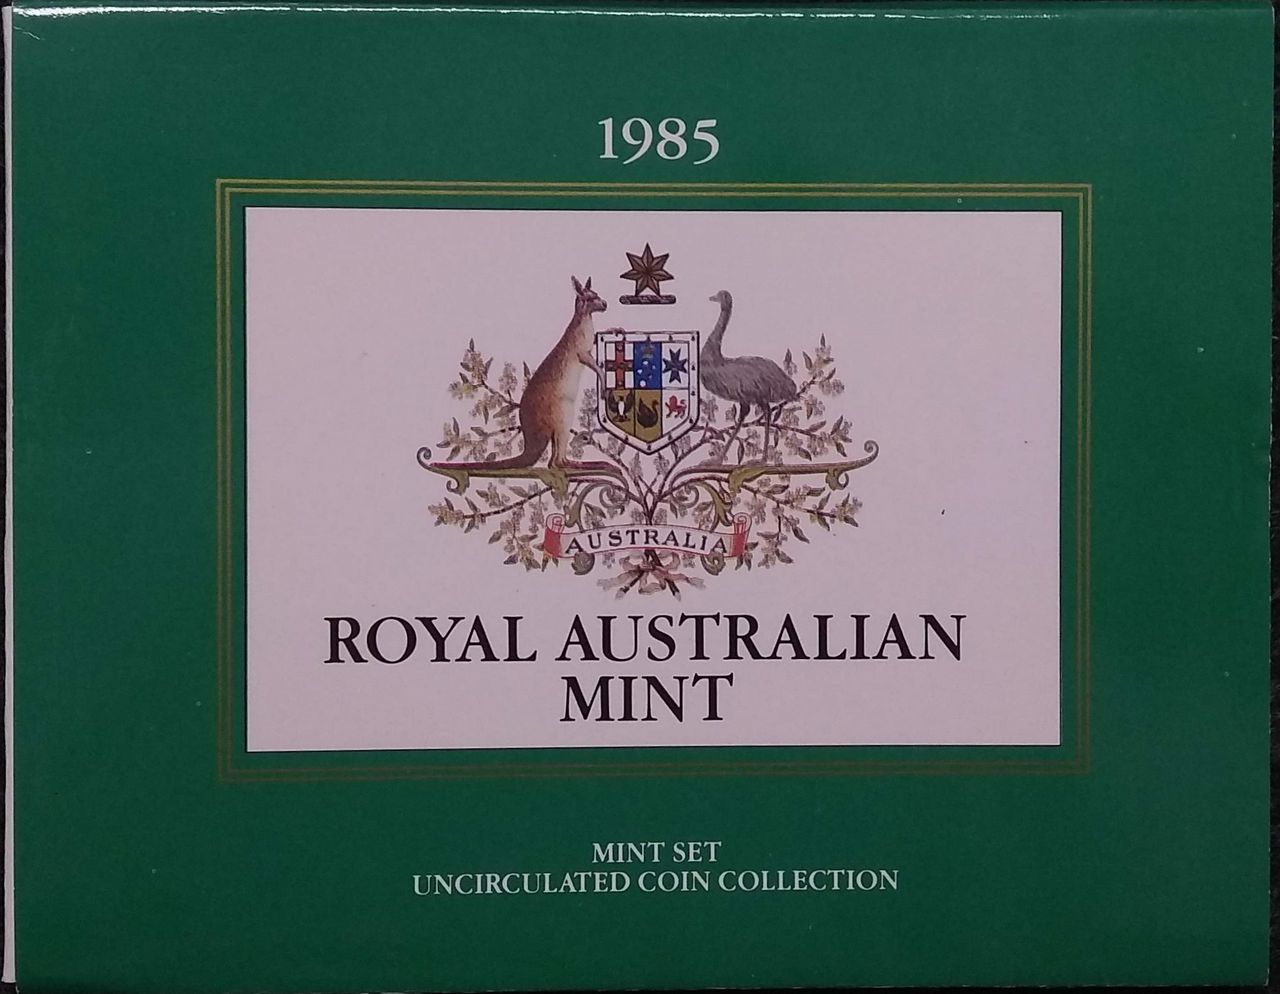 1985
AUSTRALIA
ROYAL AUSTRALIAN
MINT
MINT SET
UNCIRCULATED COIN COLLECTION